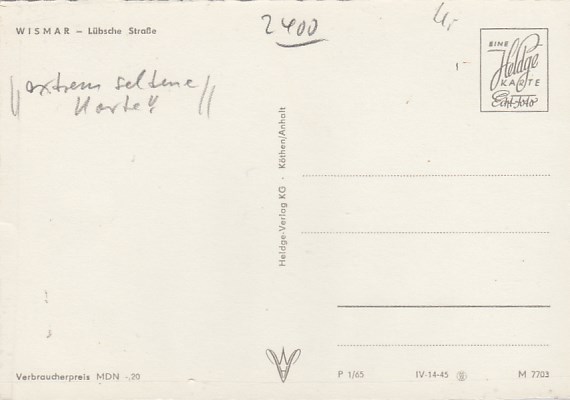 WISMAR – Lübsche Straße
2400
EINE
Heldge
KARTE
Echt-Foto
extrem seltene
Karte!!
Heldge-Verlag KG · Köthen/Anhalt
Verbraucherpreis MDN -,20
P 1/65
IV-14-45
M 7703